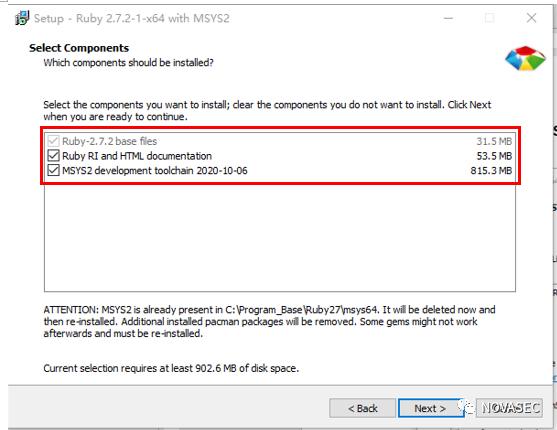 Setup - Ruby 2.7.2-1-x64 with MSYS2
Select Components
Which components should be installed?
Select the components you want to install; clear the components you do not want to install. Click Next
when you are ready to continue.
Ruby-2.7.2 base files 31.5 MB
Ruby RI and HTML documentation 53.5 MB
MSYS2 development toolchain 2020-10-06 815.3 MB
ATTENTION: MSYS2 is already present in C:\Program_Base\Ruby27\msys64. It will be deleted now and
then re-installed. Additional installed pacman packages will be removed. Some gems might not work
afterwards and must be re-installed.
Current selection requires at least 902.6 MB of disk space.
< Back Next > NOVASEC